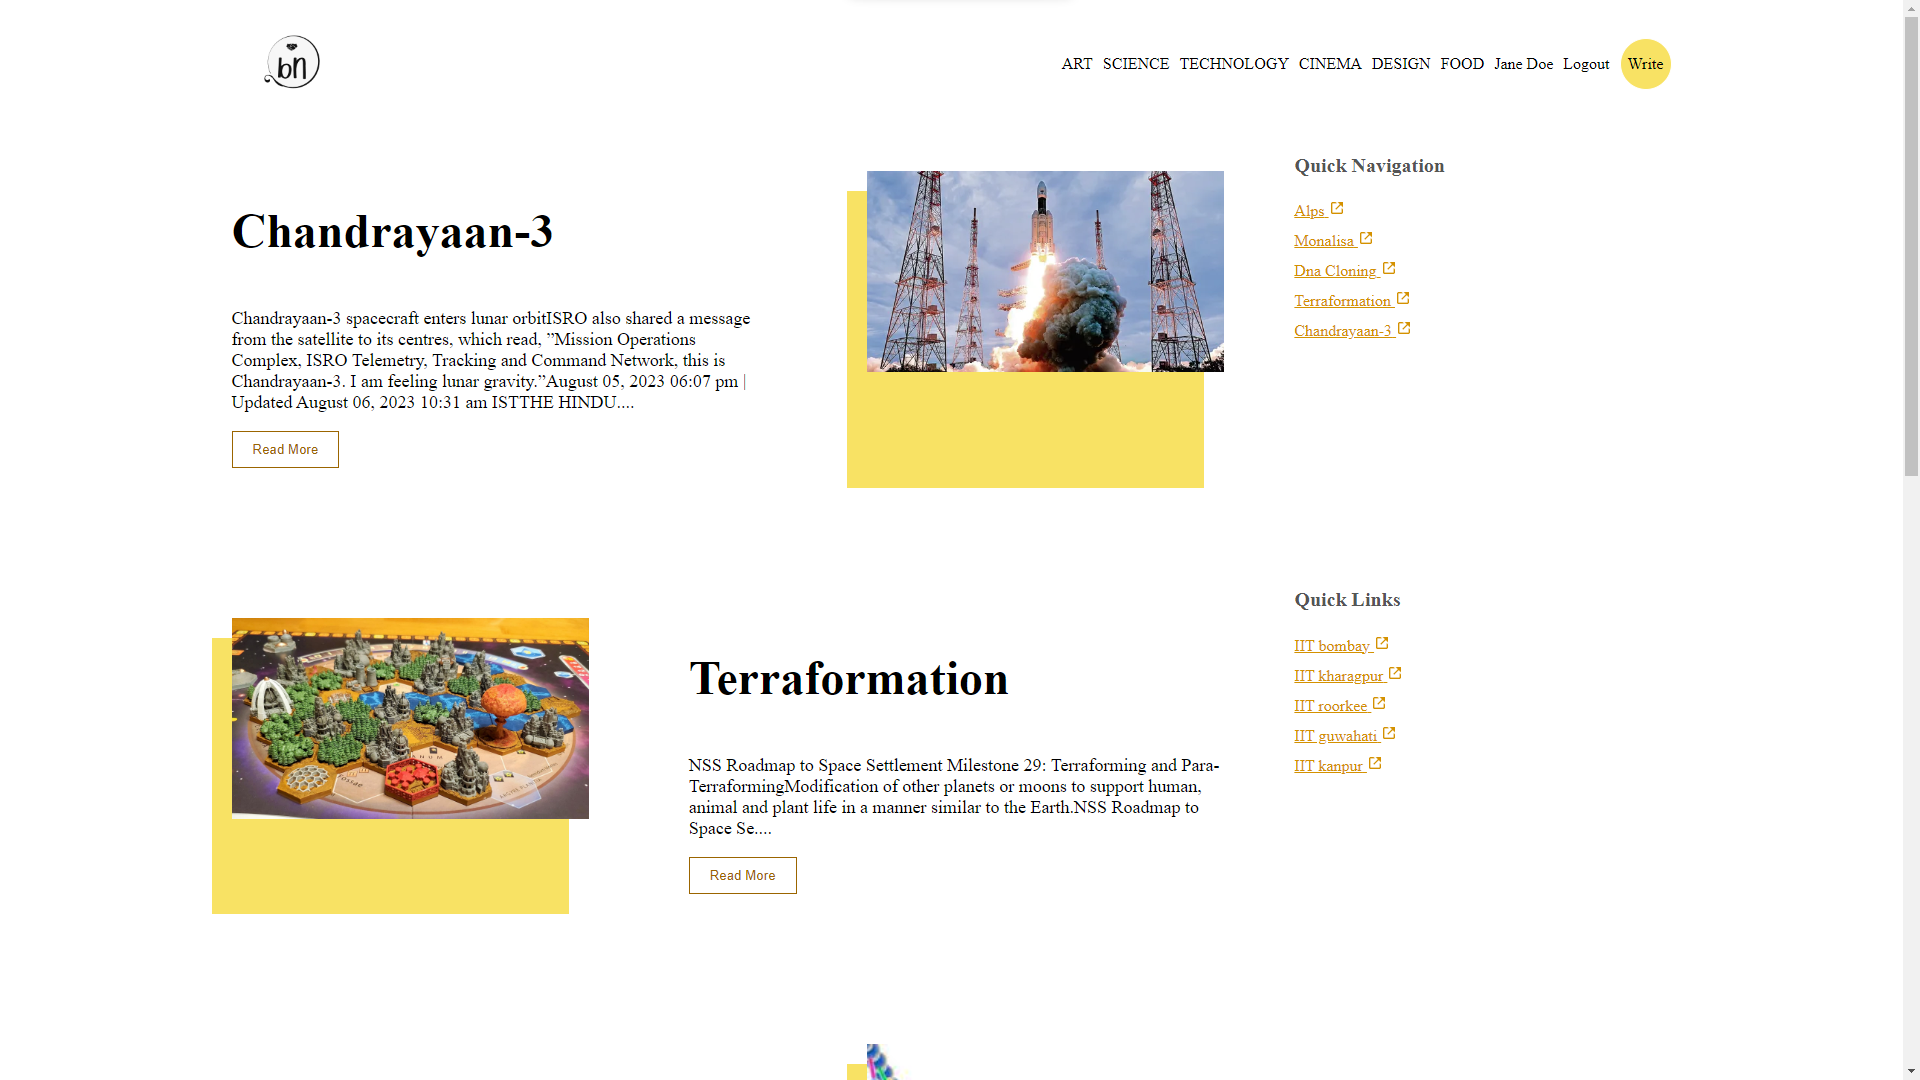 bn
ART SCIENCE TECHNOLOGY CINEMA DESIGN FOOD Jane Doe Logout Write
Chandrayaan-3
Chandrayaan-3 spacecraft enters lunar orbitISRO also shared a message
from the satellite to its centres, which read, ”Mission Operations
Complex, ISRO Telemetry, Tracking and Command Network, this is
Chandrayaan-3. I am feeling lunar gravity.”August 05, 2023 06:07 pm |
Updated August 06, 2023 10:31 am ISTTHE HINDU....
Read More
Quick Navigation
Alps
Monalisa
Dna Cloning
Terraformation
Chandrayaan-3
Terraformation
NSS Roadmap to Space Settlement Milestone 29: Terraforming and Para-
TerraformingModification of other planets or moons to support human,
animal and plant life in a manner similar to the Earth.NSS Roadmap to
Space Se....
Read More
Quick Links
IIT bombay
IIT kharagpur
IIT roorkee
IIT guwahati
IIT kanpur